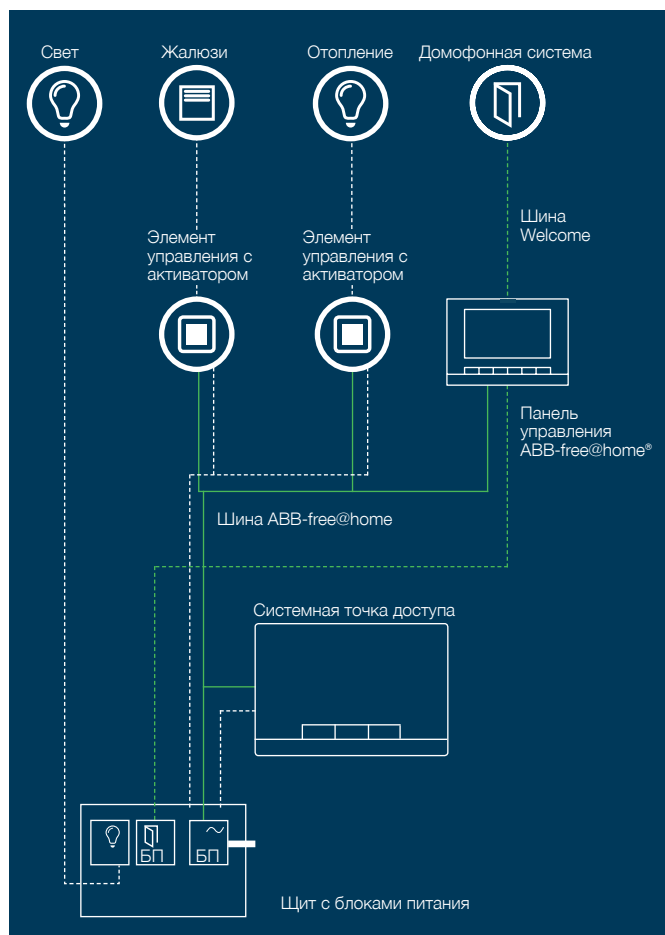 Свет
Жалюзи
Отопление
Домофонная система
Шина
Welcome
Элемент
управления с
активатором
Элемент
управления с
активатором
Панель
управления
ABB-free@home®
Шина ABB-free@home
Системная точка доступа
БП
БП
Щит с блоками питания